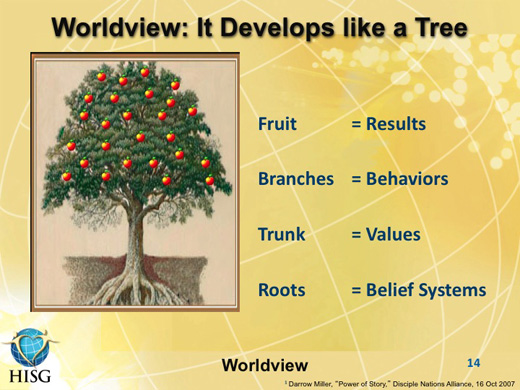 Worldview: It Develops like a Tree
Fruit = Results
Branches = Behaviors
Trunk = Values
Roots = Belief Systems
HISG
Worldview
14
1 Darrow Miller, "Power of Story," Disciple Nations Alliance, 16 Oct 2007